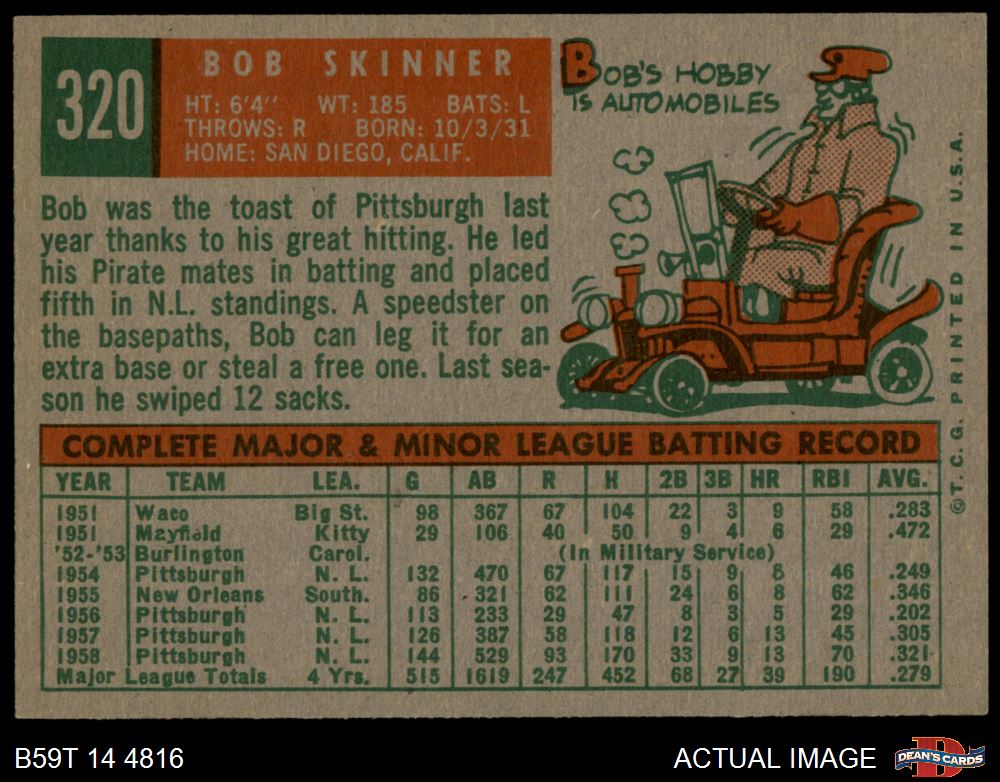 320
BOB SKINNER
HT: 6'4" WT: 185 BATS: L
THROWS: R BORN: 10/3/31
HOME: SAN DIEGO, CALIF.
BOB'S HOBBY
IS AUTOMOBILES
Bob was the toast of Pittsburgh last
year thanks to his great hitting. He led
his Pirate mates in batting and placed
fifth in N.L. standings. A speedster on
the basepaths, Bob can leg it for an
extra base or steal a free one. Last sea-
son he swiped 12 sacks.
©T. C. G. PRINTED IN U.S.A.
COMPLETE MAJOR & MINOR LEAGUE BATTING RECORD
YEAR TEAM LEA. G AB R H 2B 3B HR RBI AVG.
1951 Waco Big St. 98 367 67 104 22 3 9 58 .283
1951 Mayfield Kitty 29 106 40 50 9 4 6 29 .472
'52-'53 Burlington Carol. (In Military Service)
1954 Pittsburgh N. L. 132 470 67 117 15 9 8 46 .249
1955 New Orleans South. 86 321 62 111 24 6 8 62 .346
1956 Pittsburgh N. L. 113 233 29 47 8 3 5 29 .202
1957 Pittsburgh N. L. 126 387 58 118 12 6 13 45 .305
1958 Pittsburgh N. L. 144 529 93 170 33 9 13 70 .321
Major League Totals 4 Yrs. 515 1619 247 452 68 27 39 190 .279
B59T 14 4816
ACTUAL IMAGE
DEAN'S CARDS